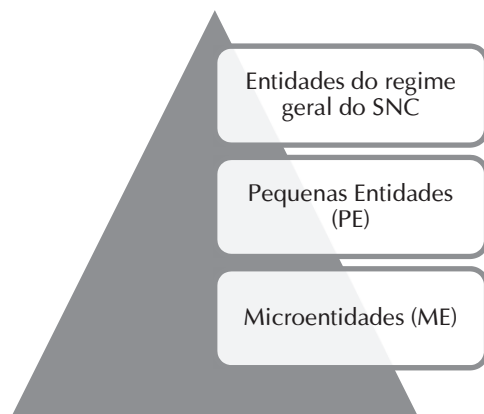 Entidades do regime
geral do SNC
Pequenas Entidades
(PE)
Microentidades (ME)